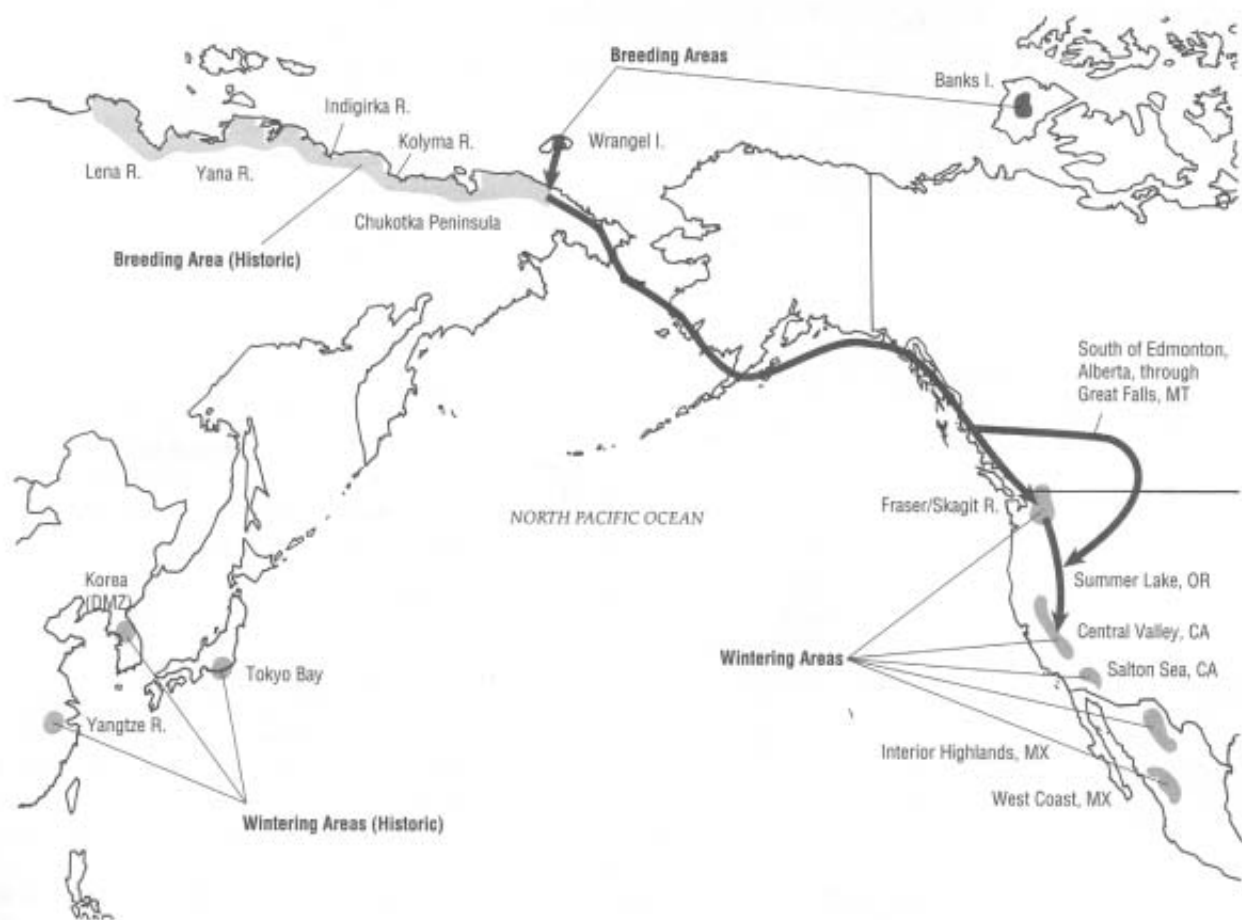 Breeding Areas
Banks I.
Indigirka R.
Kolyma R.
Wrangel I.
Lena R.
Yana R.
Chukotka Peninsula
Breeding Area (Historic)
South of Edmonton,
Alberta, through
Great Falls, MT
Fraser/Skagit R.
NORTH PACIFIC OCEAN
Korea
(DMZ)
Summer Lake, OR
Central Valley, CA
Wintering Areas
Salton Sea, CA
Tokyo Bay
Yangtze R.
Interior Highlands, MX
West Coast, MX
Wintering Areas (Historic)